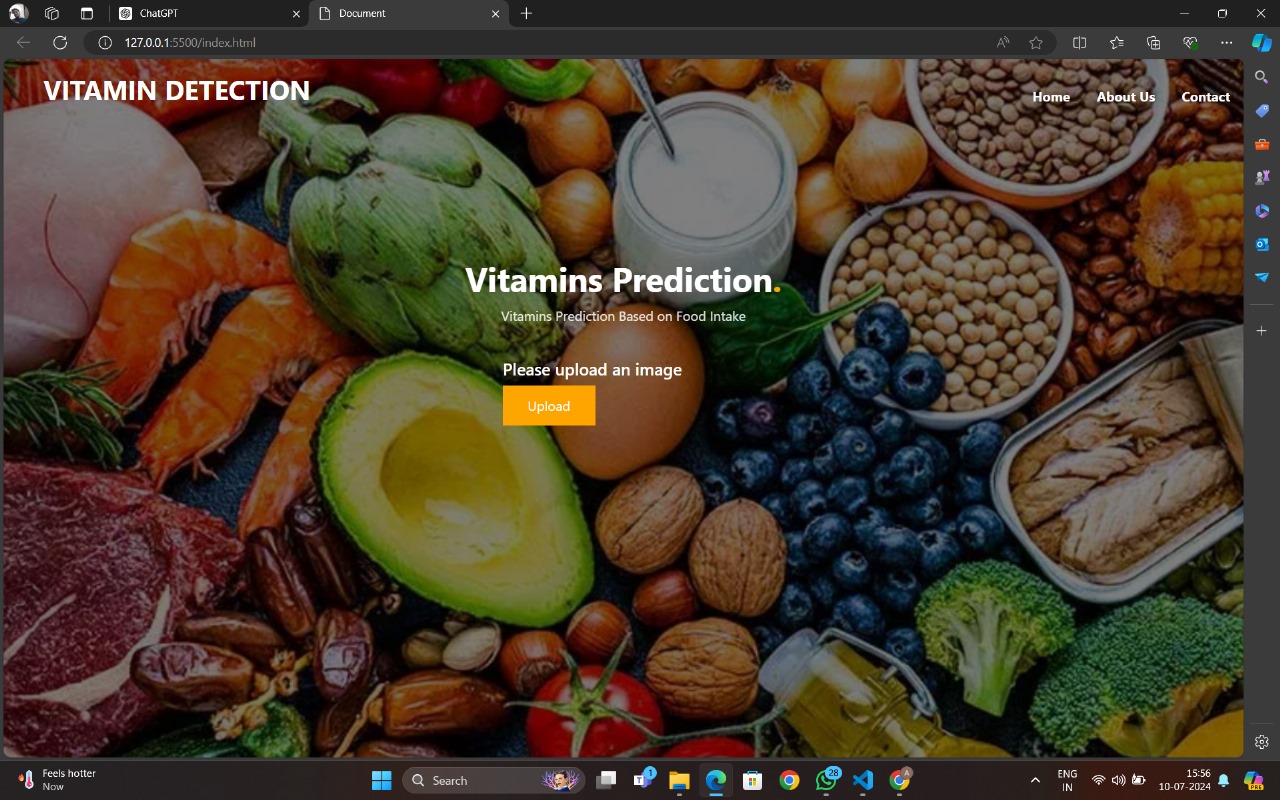 ChatGPT
Document
127.0.0.1:5500/index.html
VITAMIN DETECTION
Home About Us Contact
Vitamins Prediction.
Vitamins Prediction Based on Food Intake
Please upload an image
Upload
Feels hotter
Now
Search
1
28
A
ENG
IN
15:56
10-07-2024
PRE